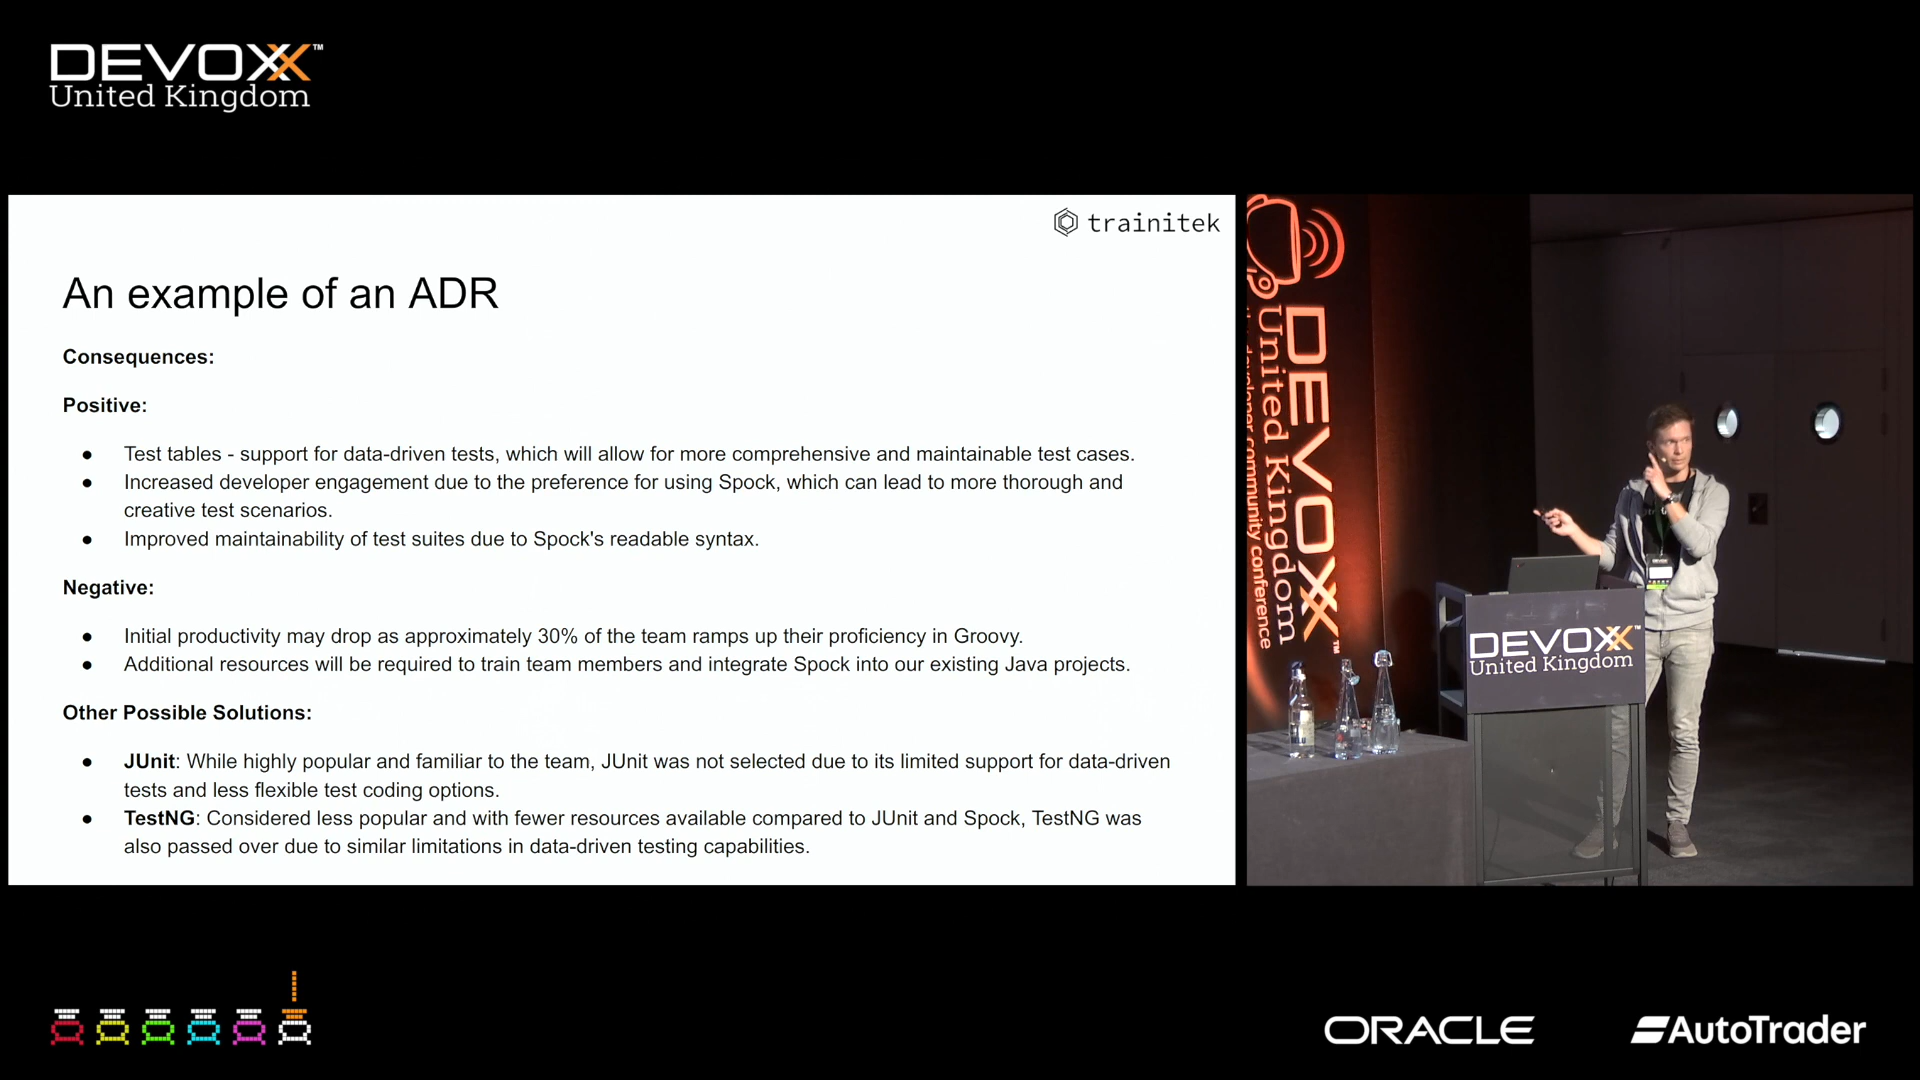 DEVOXX™
United Kingdom
trainitek
An example of an ADR
Consequences:
Positive:
● Test tables - support for data-driven tests, which will allow for more comprehensive and maintainable test cases.
● Increased developer engagement due to the preference for using Spock, which can lead to more thorough and
creative test scenarios.
● Improved maintainability of test suites due to Spock's readable syntax.
Negative:
● Initial productivity may drop as approximately 30% of the team ramps up their proficiency in Groovy.
● Additional resources will be required to train team members and integrate Spock into our existing Java projects.
Other Possible Solutions:
● JUnit: While highly popular and familiar to the team, JUnit was not selected due to its limited support for data-driven
tests and less flexible test coding options.
● TestNG: Considered less popular and with fewer resources available compared to JUnit and Spock, TestNG was
also passed over due to similar limitations in data-driven testing capabilities.
DEVOXX™
United Kingdom
developer community conference
DEVOXX™
United Kingdom
DEVOXX
ORACLE
AutoTrader